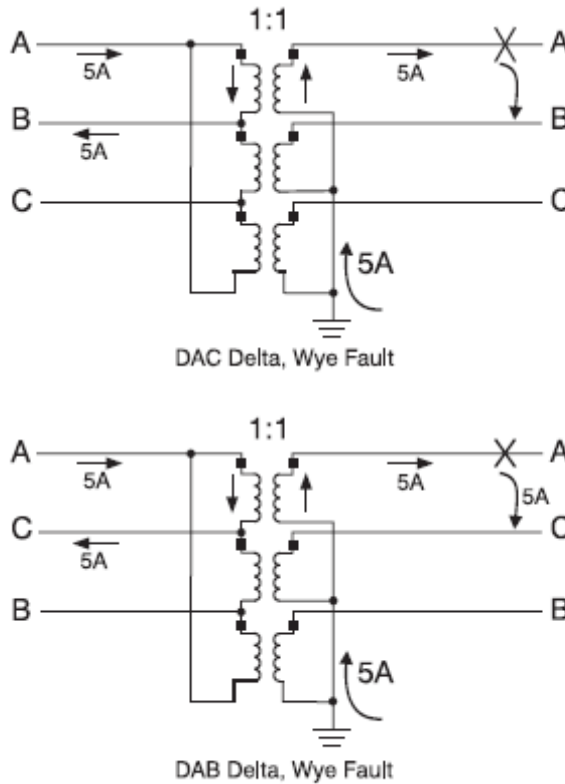 1:1
A 5A 5A A
B 5A B
C C
5A
DAC Delta, Wye Fault
1:1
A 5A 5A A
5A
C 5A C
B B
5A
DAB Delta, Wye Fault